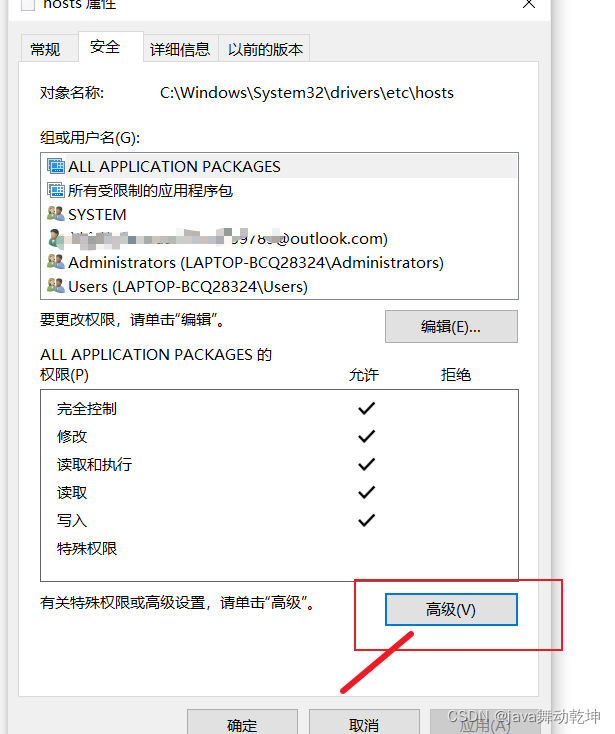 hosts 属性
常规 安全 详细信息 以前的版本
对象名称: C:\Windows\System32\drivers\etc\hosts
组或用户名(G):
ALL APPLICATION PACKAGES
所有受限制的应用程序包
SYSTEM
@outlook.com)
Administrators (LAPTOP-BCQ28324\Administrators)
Users (LAPTOP-BCQ28324\Users)
要更改权限，请单击“编辑”。 编辑(E)...
ALL APPLICATION PACKAGES 的
权限(P) 允许 拒绝
完全控制
修改
读取和执行
读取
写入
特殊权限
有关特殊权限或高级设置，请单击“高级”。 高级(V)
确定 取消 应用(A)
CSDN @java舞动乾坤